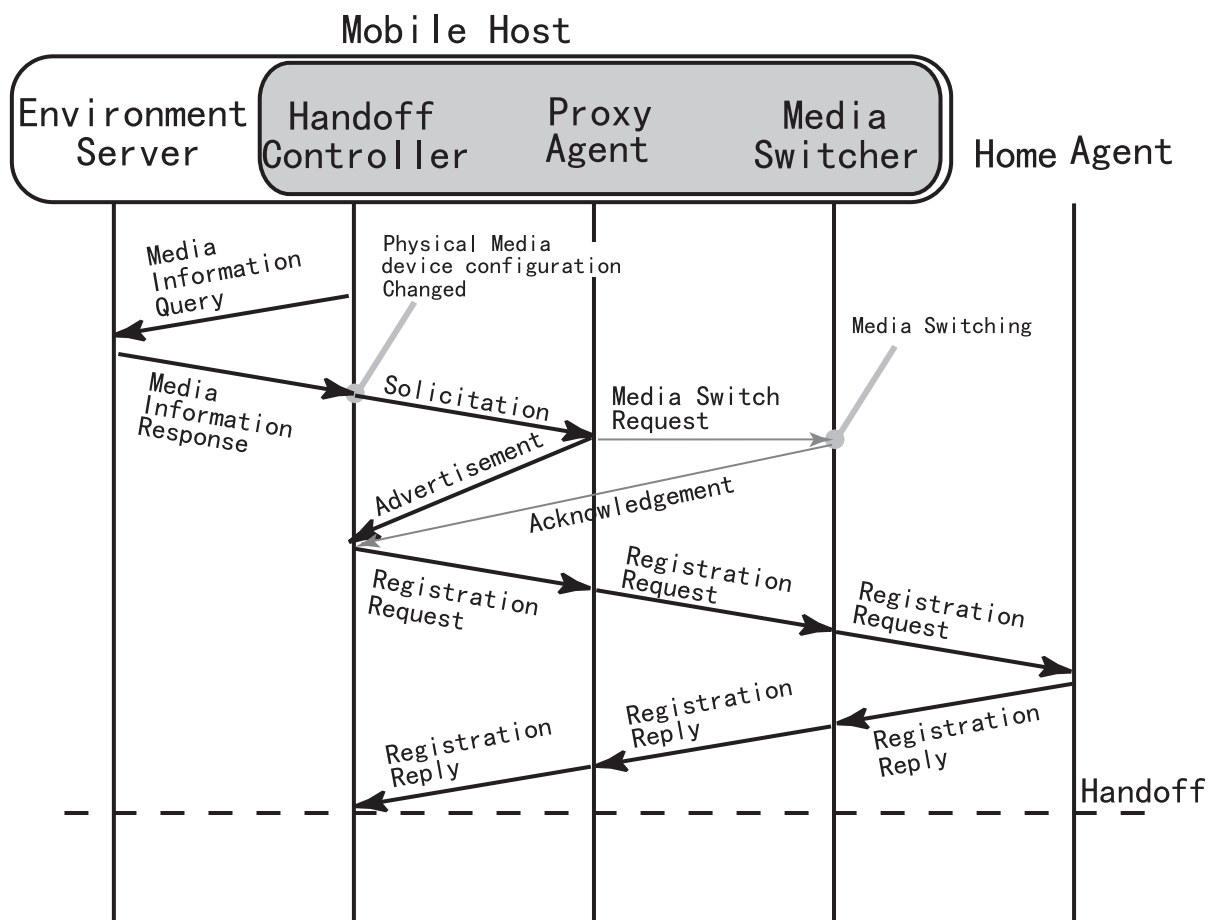 Mobile Host
Environment
Server
Handoff
Controller
Proxy
Agent
Media
Switcher
Home Agent
Media
Information
Query
Physical Media
device configuration
Changed
Media Switching
Media
Information
Response
Solicitation
Media Switch
Request
Advertisement
Acknowledgement
Registration
Request
Registration
Request
Registration
Request
Registration
Reply
Registration
Reply
Registration
Reply
Handoff